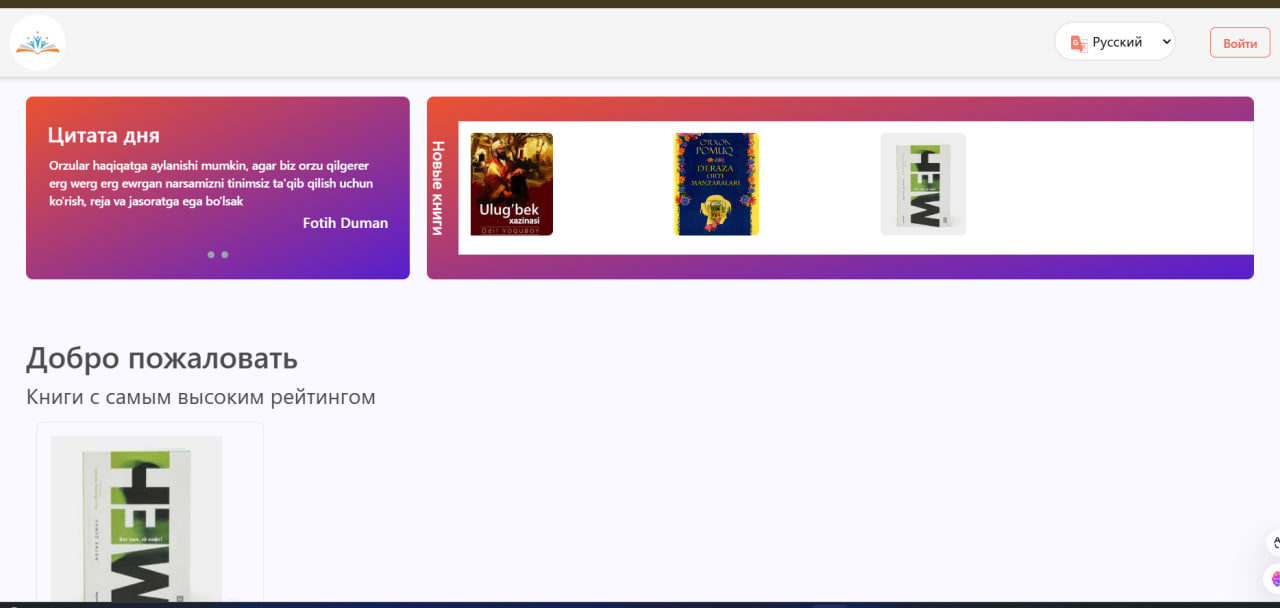 Русский
Войти
Цитата дня
Orzular haqiqatga aylanishi mumkin, agar biz orzu qilgerer
erg werg erg ewrgan narsamizni tinimsiz ta'qib qilish uchun
ko'rish, reja va jasoratga ega bo'lsak
Fotih Duman
Новые книги
Ulug'bek
xazinasi
Odil YOQUBOV
ORXON
POMUQ
DERAZA
ORTI
MANZARALARI
HEW
Добро пожаловать
Книги с самым высоким рейтингом
HEW